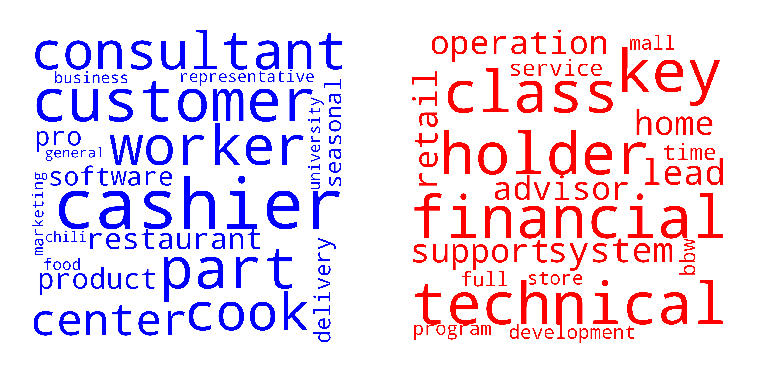 consultant
business representative
customer
pro worker
general
software
university
seasonal
cashier
marketing
chili restaurant
food
product part
delivery
center cook
operation mall
service key
class
retail
home
holder time
advisor lead
financial
support system
bbw
full store
technical
program development